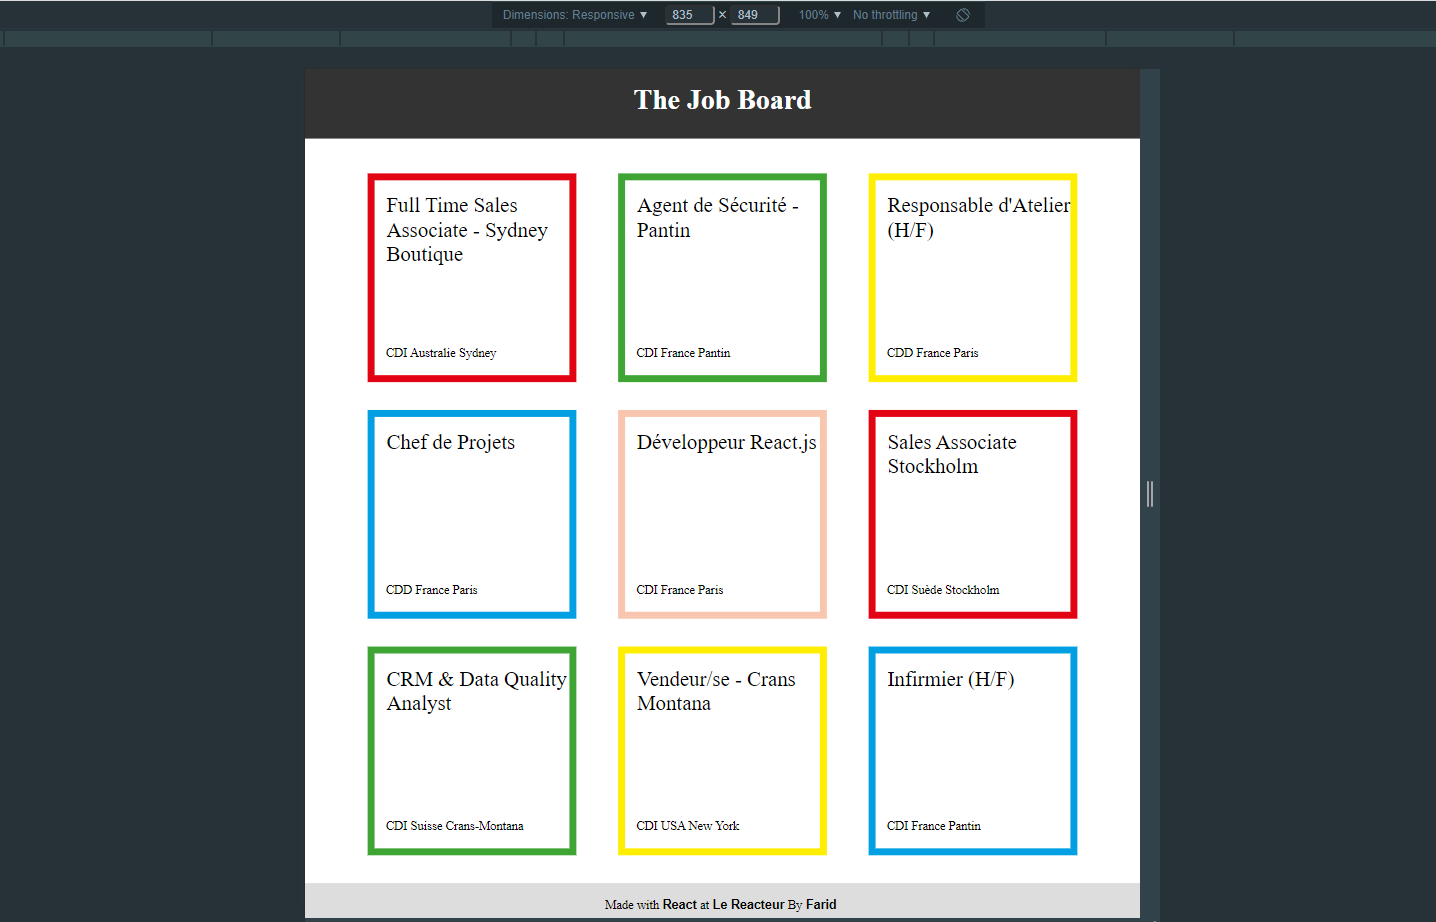 Dimensions: Responsive ▼ 835 × 849 100% ▼ No throttling ▼
The Job Board
Full Time Sales
Associate - Sydney
Boutique
CDI Australie Sydney
Agent de Sécurité -
Pantin
CDI France Pantin
Responsable d'Atelier
(H/F)
CDD France Paris
Chef de Projets
CDD France Paris
Développeur React.js
CDI France Paris
Sales Associate
Stockholm
CDI Suède Stockholm
CRM & Data Quality
Analyst
CDI Suisse Crans-Montana
Vendeur/se - Crans
Montana
CDI USA New York
Infirmier (H/F)
CDI France Pantin
Made with React at Le Reacteur By Farid